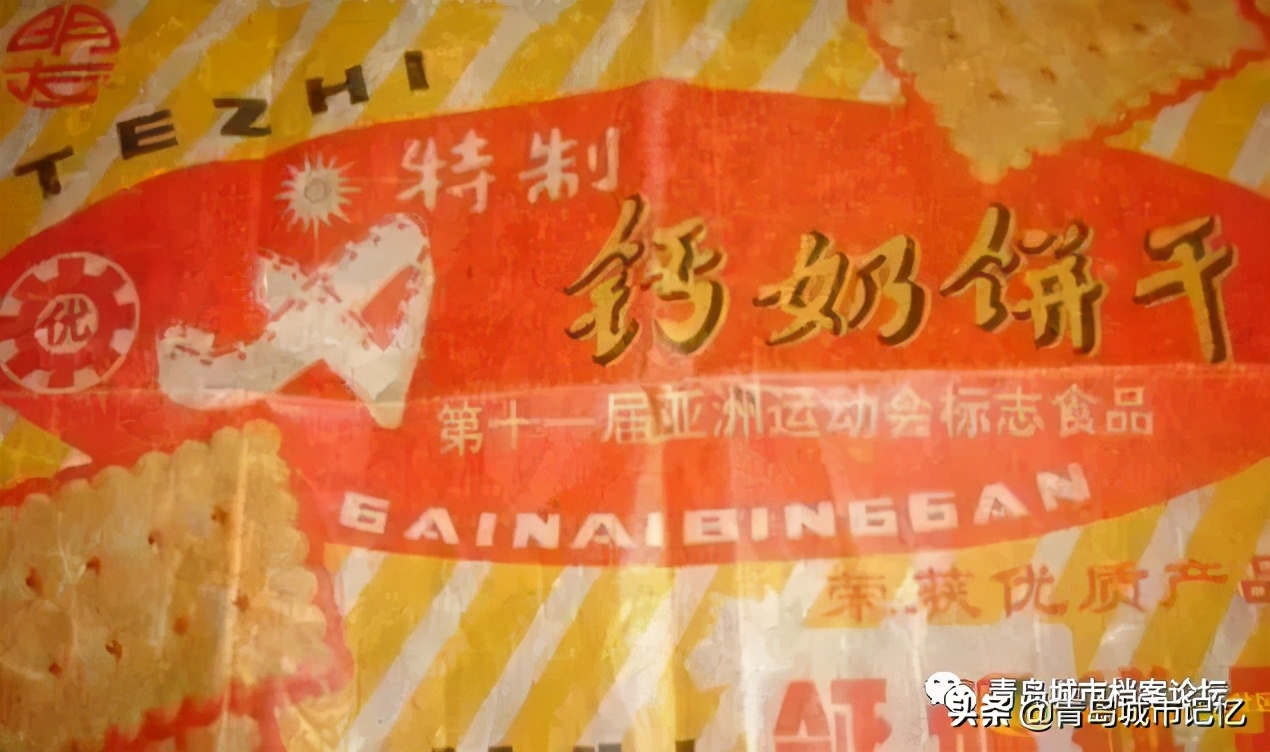 明志
TEZHI
特制
优
钙奶饼干
第十一届亚洲运动会标志食品
GAINAIBINGGAN
荣获优质产品
青岛城市档案论坛
头条 @青岛城市记忆